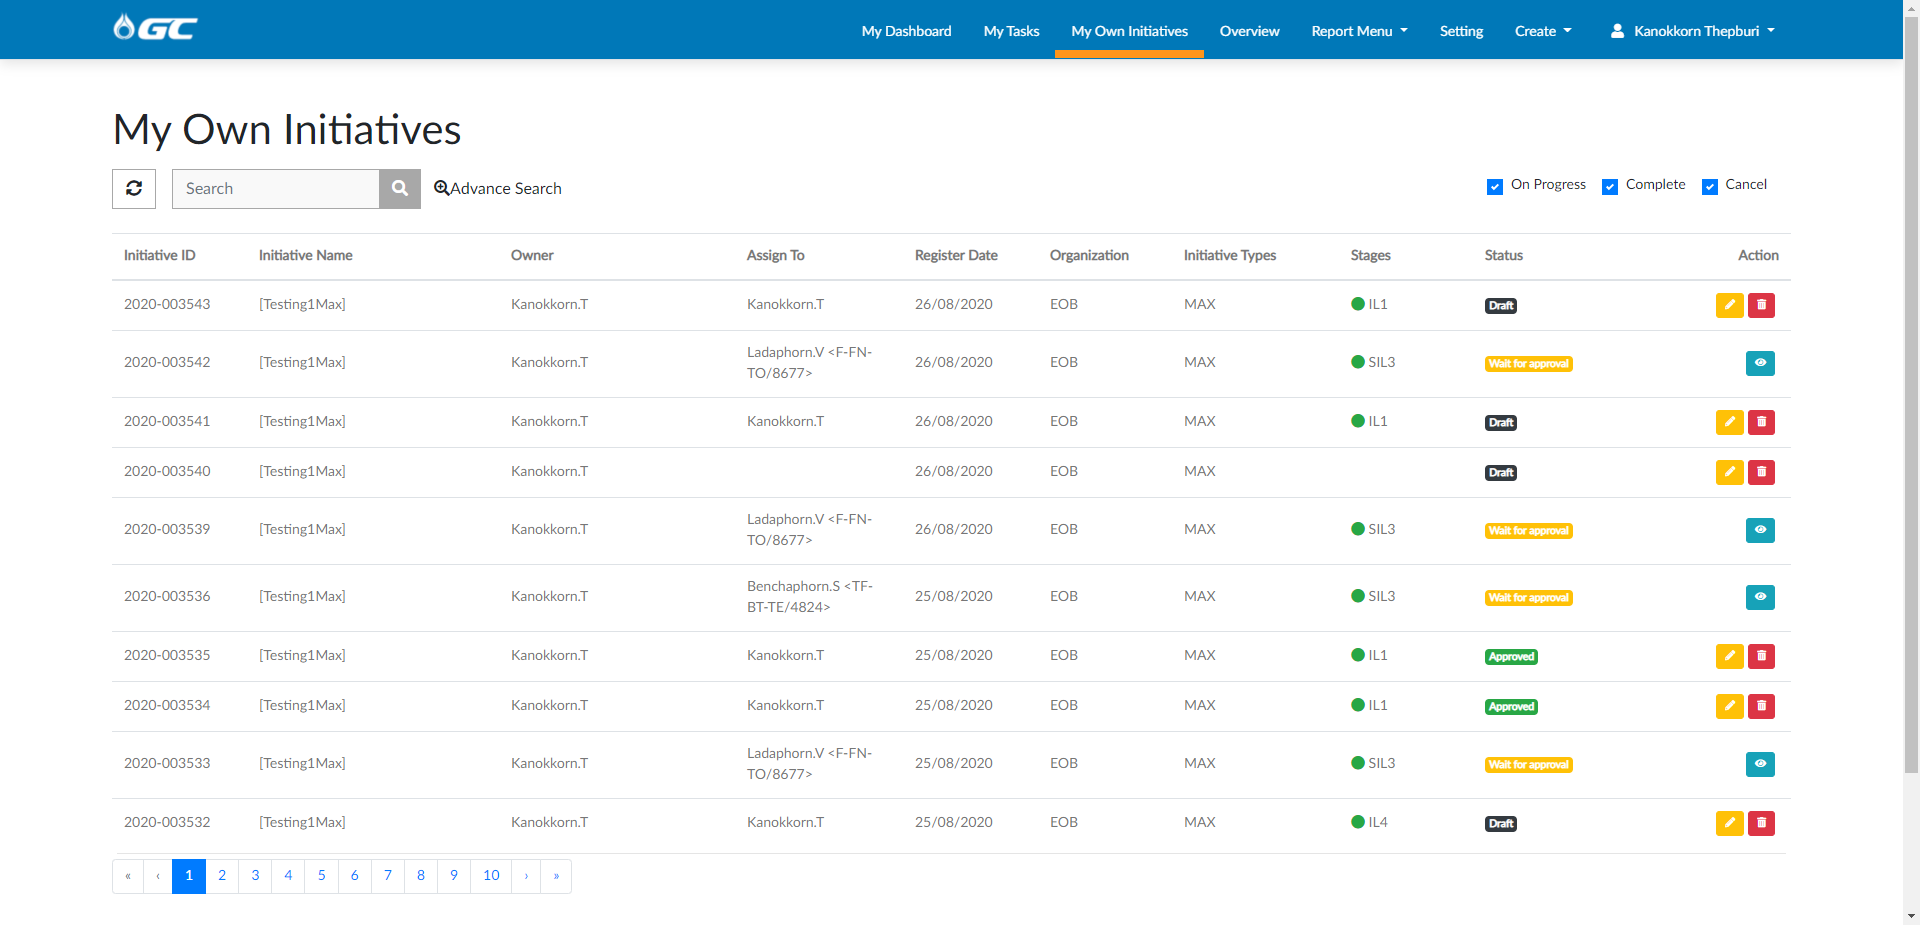 GC
My Dashboard My Tasks My Own Initiatives Overview Report Menu Setting Create Kanokkorn Thepburi
My Own Initiatives
Search Advance Search On Progress Complete Cancel
Initiative ID Initiative Name Owner Assign To Register Date Organization Initiative Types Stages Status Action
2020-003543 [Testing1Max] Kanokkorn.T Kanokkorn.T 26/08/2020 EOB MAX IL1 Draft
2020-003542 [Testing1Max] Kanokkorn.T Ladaphorn.V <F-FN-
TO/8677> 26/08/2020 EOB MAX SIL3 Wait for approval
2020-003541 [Testing1Max] Kanokkorn.T Kanokkorn.T 26/08/2020 EOB MAX IL1 Draft
2020-003540 [Testing1Max] Kanokkorn.T 26/08/2020 EOB MAX Draft
2020-003539 [Testing1Max] Kanokkorn.T Ladaphorn.V <F-FN-
TO/8677> 26/08/2020 EOB MAX SIL3 Wait for approval
2020-003536 [Testing1Max] Kanokkorn.T Benchaphorn.S <TF-
BT-TE/4824> 25/08/2020 EOB MAX SIL3 Wait for approval
2020-003535 [Testing1Max] Kanokkorn.T Kanokkorn.T 25/08/2020 EOB MAX IL1 Approved
2020-003534 [Testing1Max] Kanokkorn.T Kanokkorn.T 25/08/2020 EOB MAX IL1 Approved
2020-003533 [Testing1Max] Kanokkorn.T Ladaphorn.V <F-FN-
TO/8677> 25/08/2020 EOB MAX SIL3 Wait for approval
2020-003532 [Testing1Max] Kanokkorn.T Kanokkorn.T 25/08/2020 EOB MAX IL4 Draft
« ‹ 1 2 3 4 5 6 7 8 9 10 › »